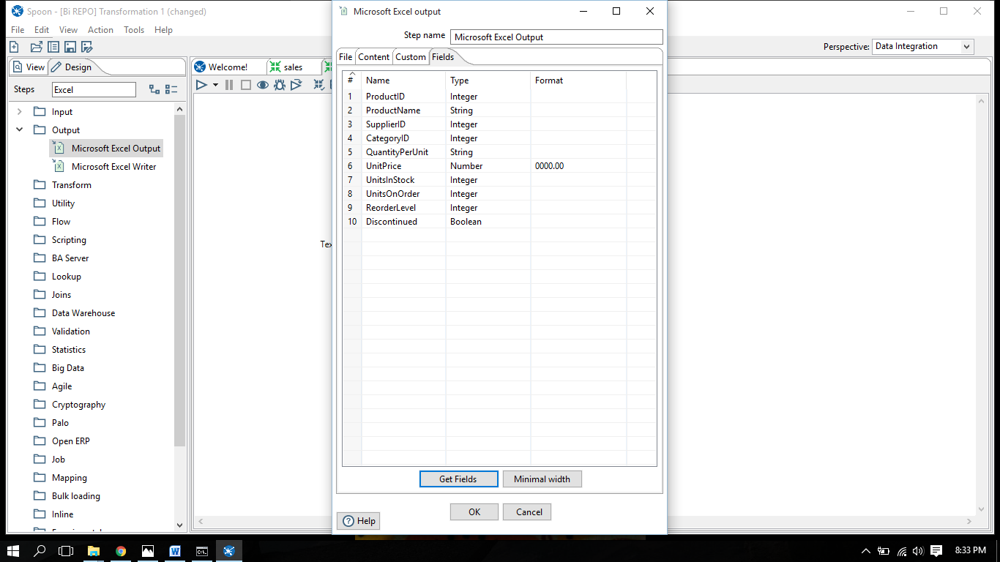 Spoon - [Bi REPO] Transformation 1 (changed)
File Edit View Action Tools Help
Perspective: Data Integration
View Design
Steps Excel
Input
Output
Microsoft Excel Output
Microsoft Excel Writer
Transform
Utility
Flow
Scripting
BA Server
Lookup
Joins
Data Warehouse
Validation
Statistics
Big Data
Agile
Cryptography
Palo
Open ERP
Job
Mapping
Bulk loading
Inline
Welcome! sales
Microsoft Excel output
Step name Microsoft Excel Output
File Content Custom Fields
# Name Type Format
1 ProductID Integer
2 ProductName String
3 SupplierID Integer
4 CategoryID Integer
5 QuantityPerUnit String
6 UnitPrice Number 0000.00
7 UnitsInStock Integer
8 UnitsOnOrder Integer
9 ReorderLevel Integer
10 Discontinued Boolean
Get Fields Minimal width
OK Cancel
Help
8:33 PM